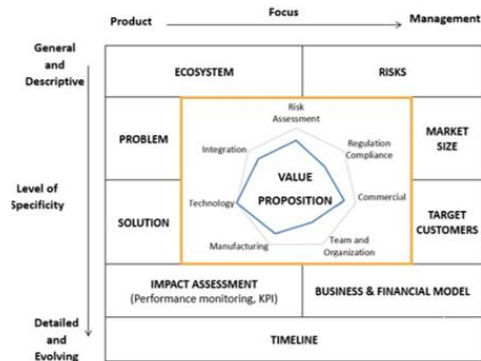 Product
Focus
Management
General
and
Descriptive
Level of
Specificity
Detailed
and
Evolving
ECOSYSTEM
RISKS
PROBLEM
MARKET
SIZE
SOLUTION
TARGET
CUSTOMERS
Risk
Assessment
Integration
Regulation
Compliance
VALUE
PROPOSITION
Technology
Commercial
Manufacturing
Team and
Organization
IMPACT ASSESSMENT
(Performance monitoring, KPI)
BUSINESS & FINANCIAL MODEL
TIMELINE